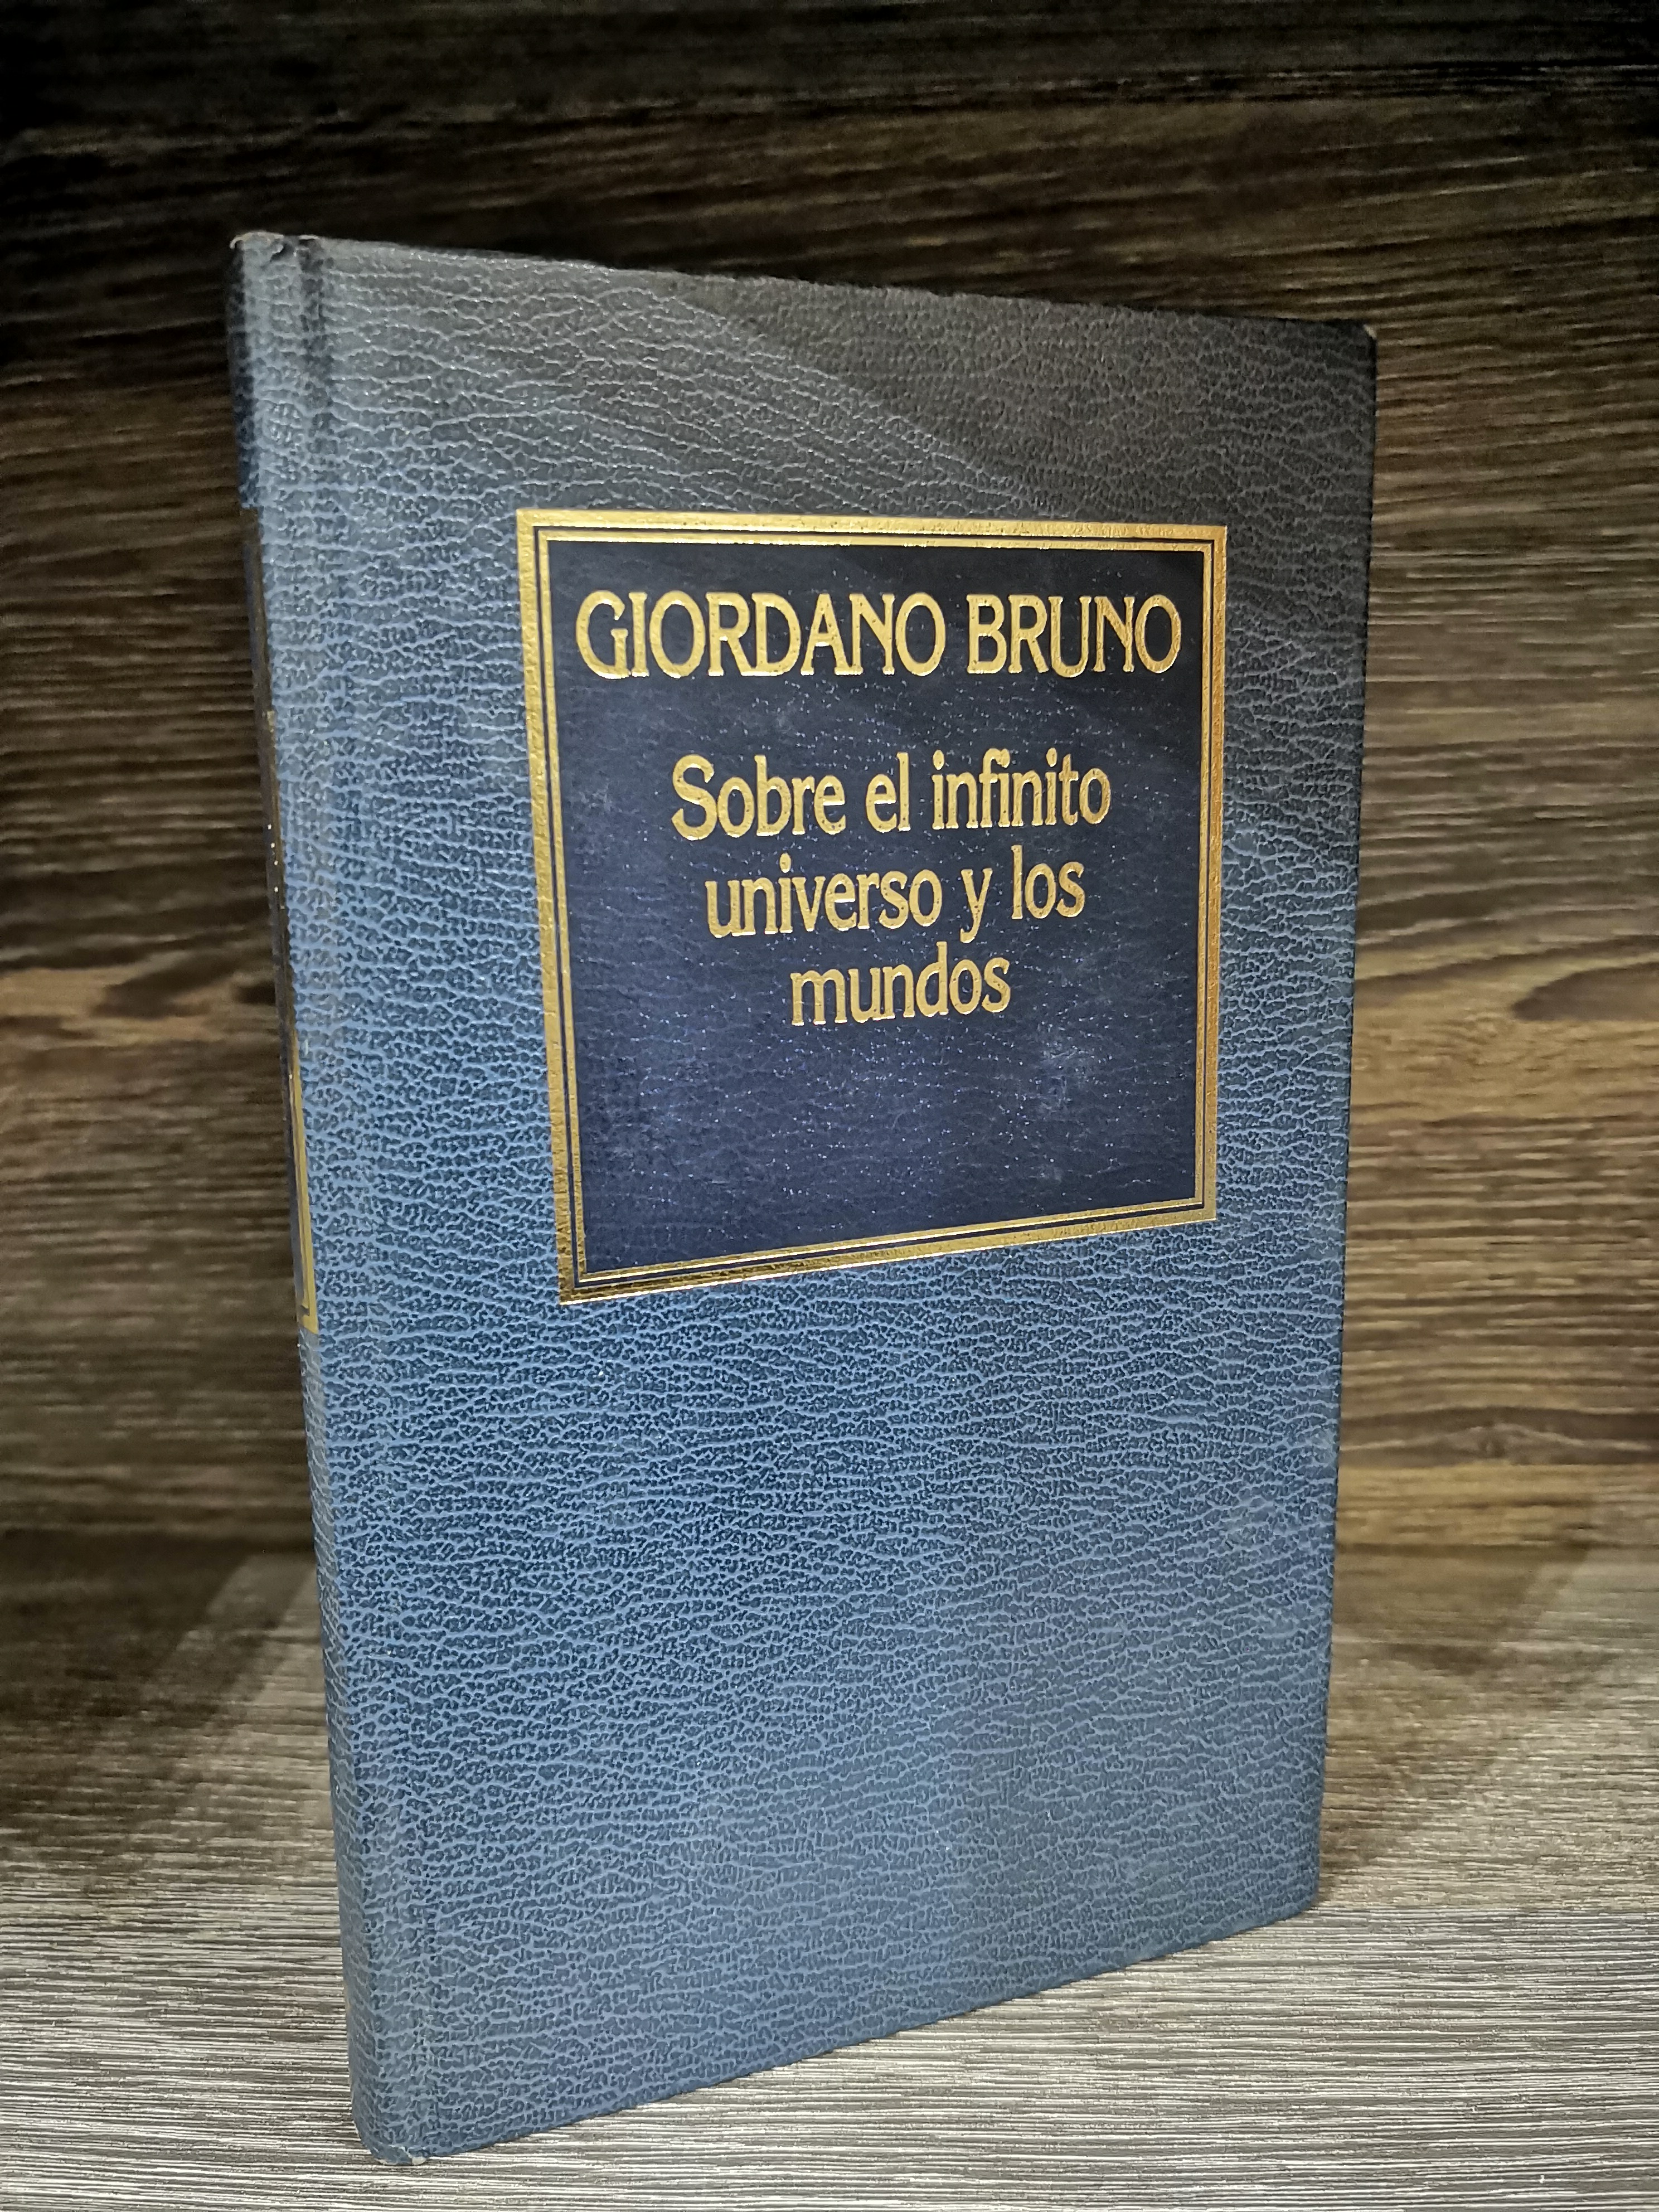 GIORDANO BRUNO
Sobre el infinito
universo y los
mundos